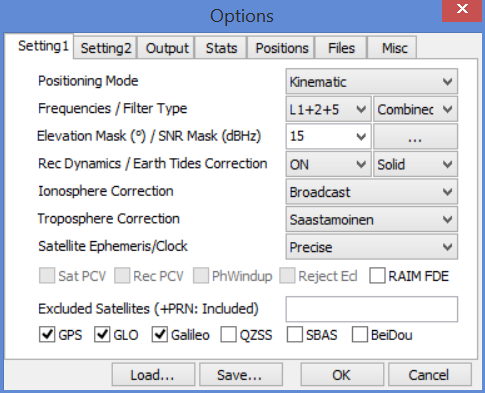 Options
Setting1 Setting2 Output Stats Positions Files Misc
Positioning Mode Kinematic
Frequencies / Filter Type L1+2+5 Combined
Elevation Mask (°) / SNR Mask (dBHz) 15 ...
Rec Dynamics / Earth Tides Correction ON Solid
Ionosphere Correction Broadcast
Troposphere Correction Saastamoinen
Satellite Ephemeris/Clock Precise
Sat PCV Rec PCV PhWindup Reject Ecl RAIM FDE
Excluded Satellites (+PRN: Included)
GPS GLO Galileo QZSS SBAS BeiDou
Load... Save... OK Cancel